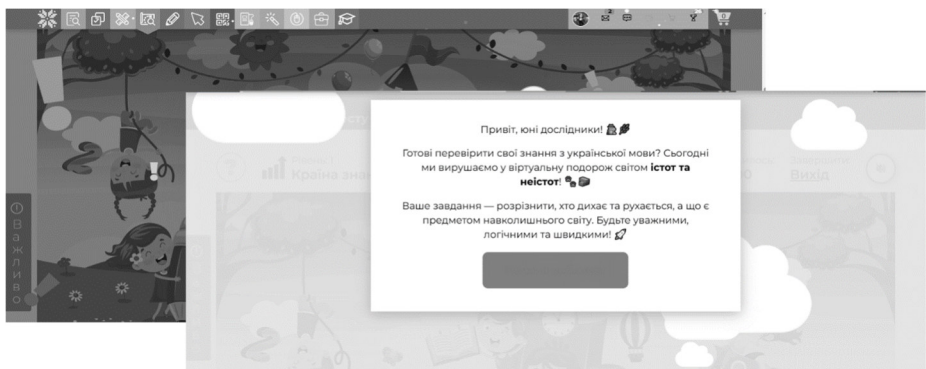 Привіт, юні дослідники!
Готові перевірити свої знання з української мови? Сьогодні
ми вирушаємо у віртуальну подорож світом істот та
неістот!
Ваше завдання — розрізнити, хто дихає та рухається, а що є
предметом навколишнього світу. Будьте уважними,
логічними та швидкими!
Важливо
Країна зна
Вихід